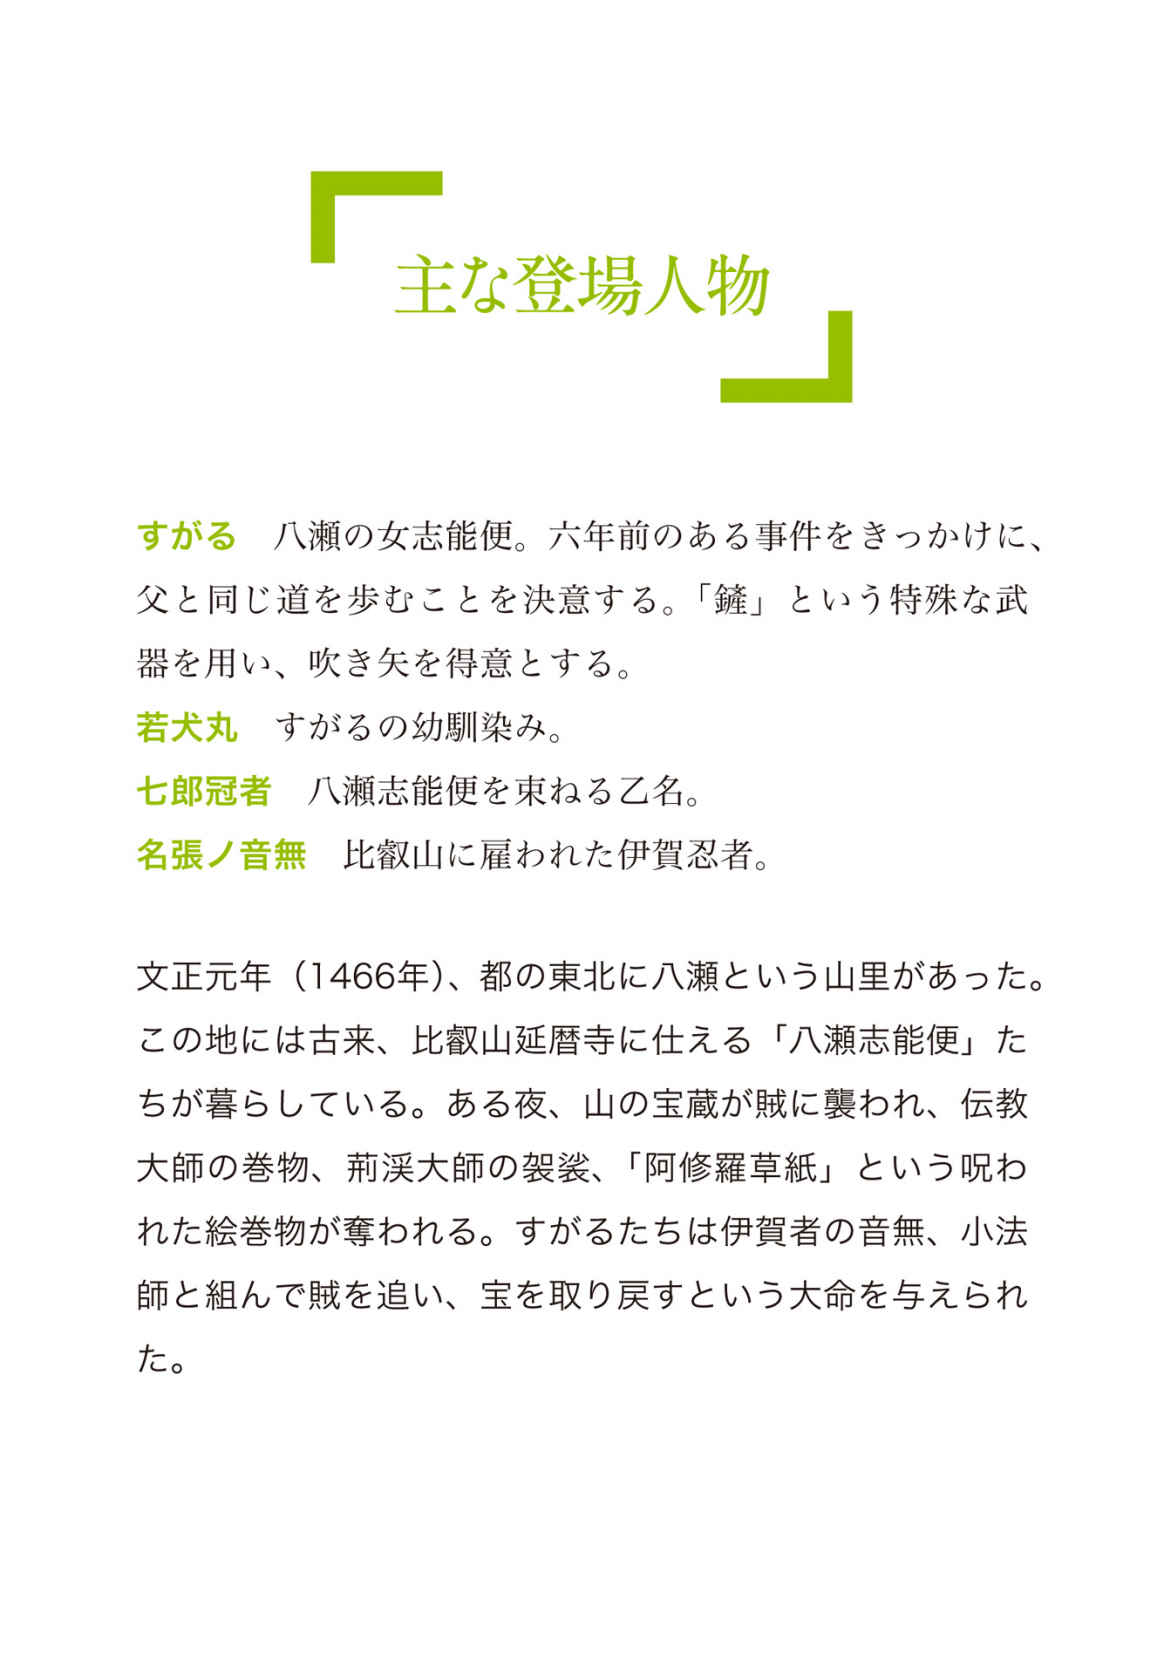 主な登場人物
すがる　八瀬の女志能便。六年前のある事件をきっかけに、
父と同じ道を歩むことを決意する。「鏟」という特殊な武
器を用い、吹き矢を得意とする。
若犬丸　すがるの幼馴染み。
七郎冠者　八瀬志能便を束ねる乙名。
名張ノ音無　比叡山に雇われた伊賀忍者。
文正元年（1466年）、都の東北に八瀬という山里があった。
この地には古来、比叡山延暦寺に仕える「八瀬志能便」た
ちが暮らしている。ある夜、山の宝蔵が賊に襲われ、伝教
大師の巻物、荊渓大師の袈裟、「阿修羅草紙」という呪わ
れた絵巻物が奪われる。すがるたちは伊賀者の音無、小法
師と組んで賊を追い、宝を取り戻すという大命を与えられ
た。